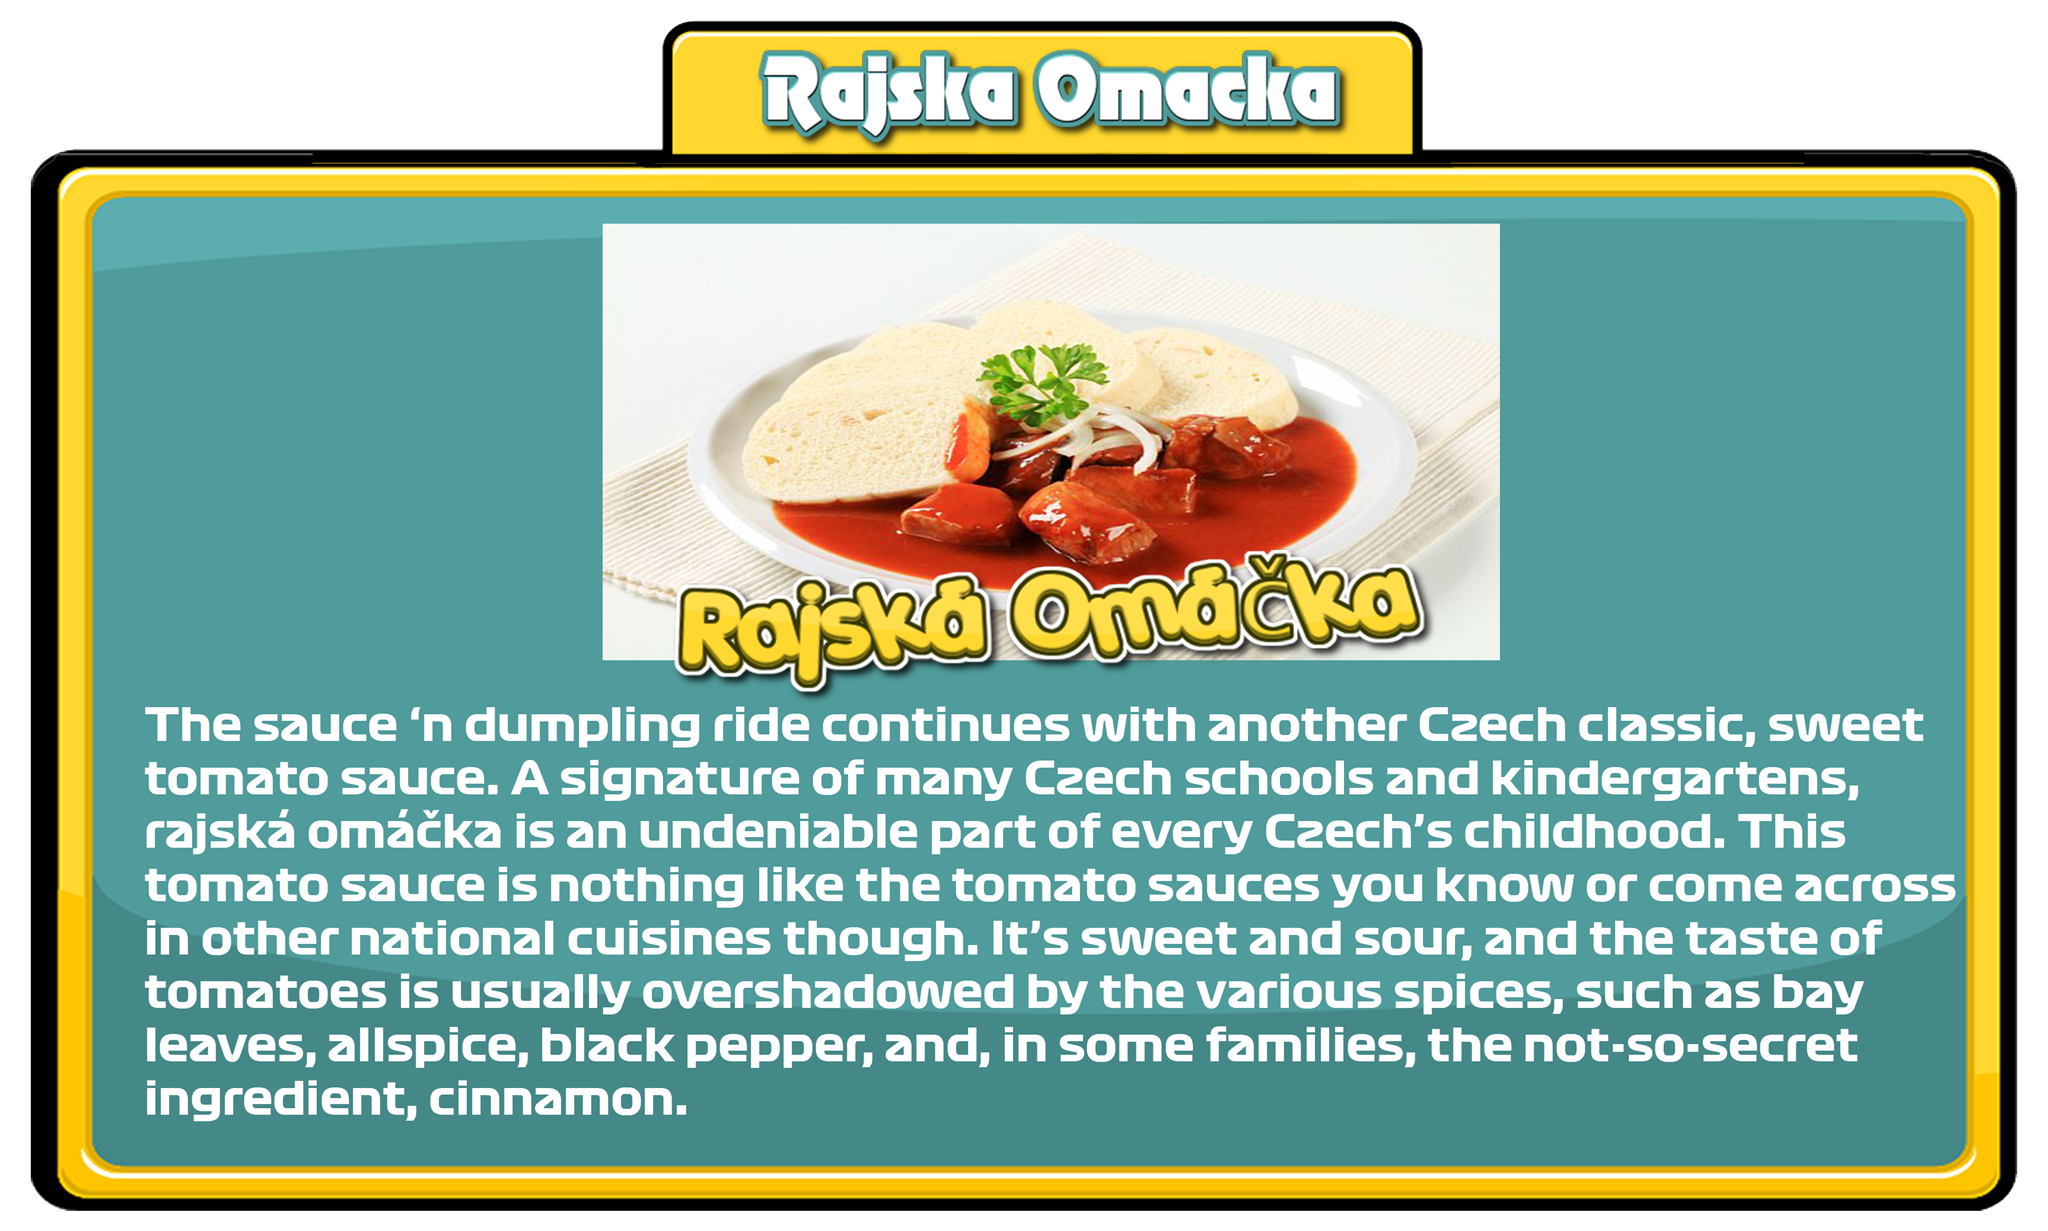 Rajska Omacka
Rajská Omáčka
The sauce ‘n dumpling ride continues with another Czech classic, sweet
tomato sauce. A signature of many Czech schools and kindergartens,
rajská omáčka is an undeniable part of every Czech’s childhood. This
tomato sauce is nothing like the tomato sauces you know or come across
in other national cuisines though. It’s sweet and sour, and the taste of
tomatoes is usually overshadowed by the various spices, such as bay
leaves, allspice, black pepper, and, in some families, the not-so-secret
ingredient, cinnamon.